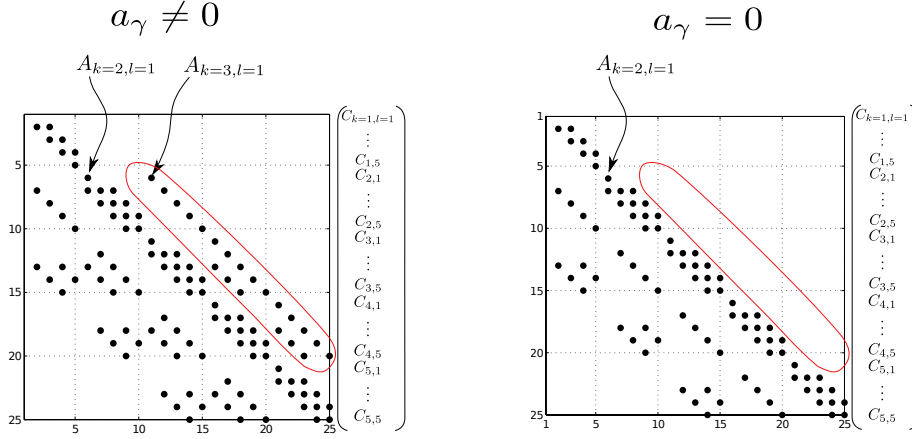 a_γ ≠ 0
A_{k=2,l=1}
A_{k=3,l=1}
5
10
15
20
25
5
10
15
20
25
C_{k=1,l=1}
⋮
C_{1,5}
C_{2,1}
⋮
C_{2,5}
C_{3,1}
⋮
C_{3,5}
C_{4,1}
⋮
C_{4,5}
C_{5,1}
⋮
C_{5,5}
a_γ = 0
A_{k=2,l=1}
1
5
10
15
20
25
1
5
10
15
20
25
C_{k=1,l=1}
⋮
C_{1,5}
C_{2,1}
⋮
C_{2,5}
C_{3,1}
⋮
C_{3,5}
C_{4,1}
⋮
C_{4,5}
C_{5,1}
⋮
C_{5,5}